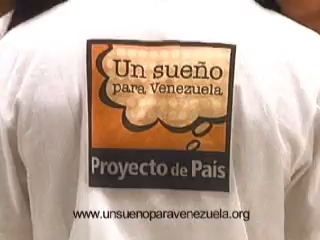 Un sueño
para Venezuela
Proyecto de País
www.unsuenoparavenezuela.org